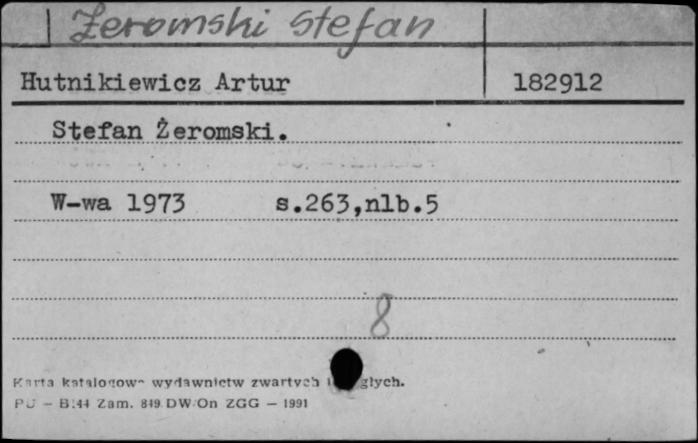 Żeromski Stefan
Hutnikiewicz Artur 182912
Stefan Żeromski.
W-wa 1973 s.263,nlb.5
8
Karta katalogowa wydawnictw zwartych
PU – B144 Zam. 849 DW/On ZGG – 1991